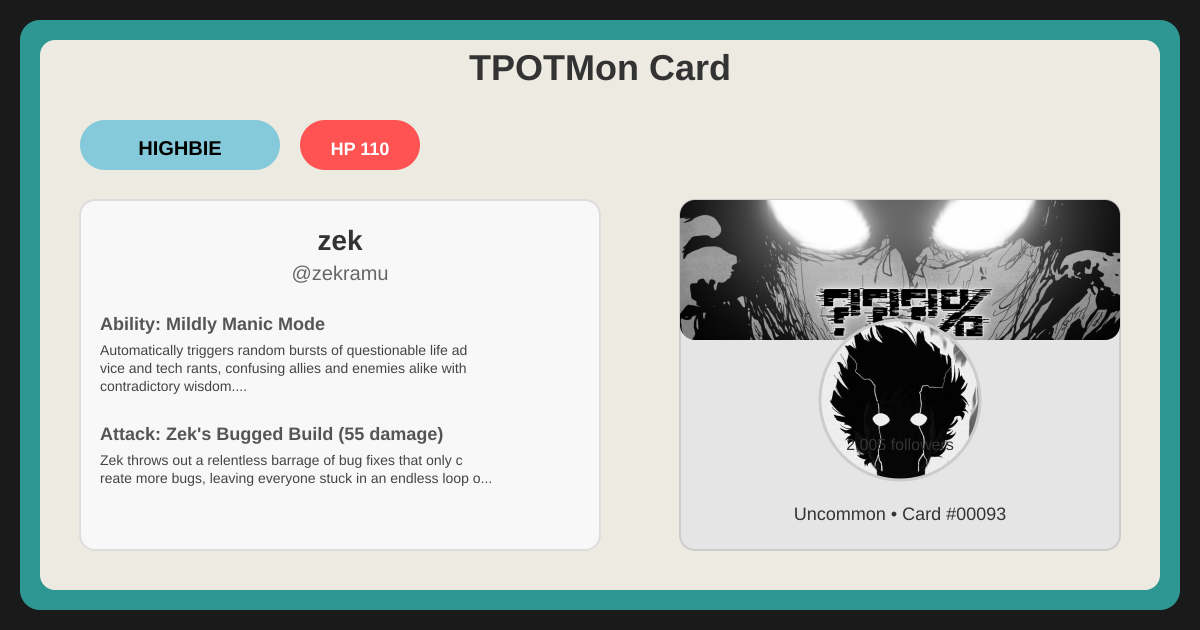 TPOTMon Card
HIGHBIE
HP 110
zek
@zekramu
Ability: Mildly Manic Mode
Automatically triggers random bursts of questionable life ad
vice and tech rants, confusing allies and enemies alike with
contradictory wisdom....
Attack: Zek's Bugged Build (55 damage)
Zek throws out a relentless barrage of bug fixes that only c
reate more bugs, leaving everyone stuck in an endless loop o...
???%
2,005 followers
Uncommon • Card #00093